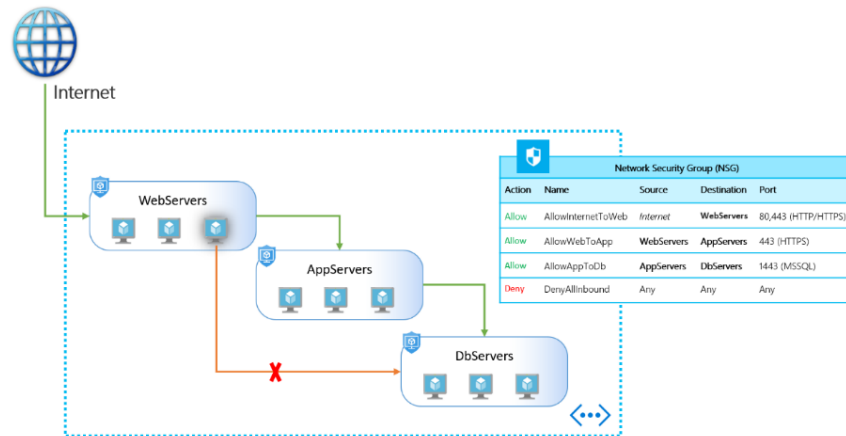 Internet
WebServers
AppServers
DbServers
Network Security Group (NSG)
Action Name Source Destination Port
Allow AllowInternetToWeb Internet WebServers 80,443 (HTTP/HTTPS)
Allow AllowWebToApp WebServers AppServers 443 (HTTPS)
Allow AllowAppToDb AppServers DbServers 1443 (MSSQL)
Deny DenyAllInbound Any Any Any